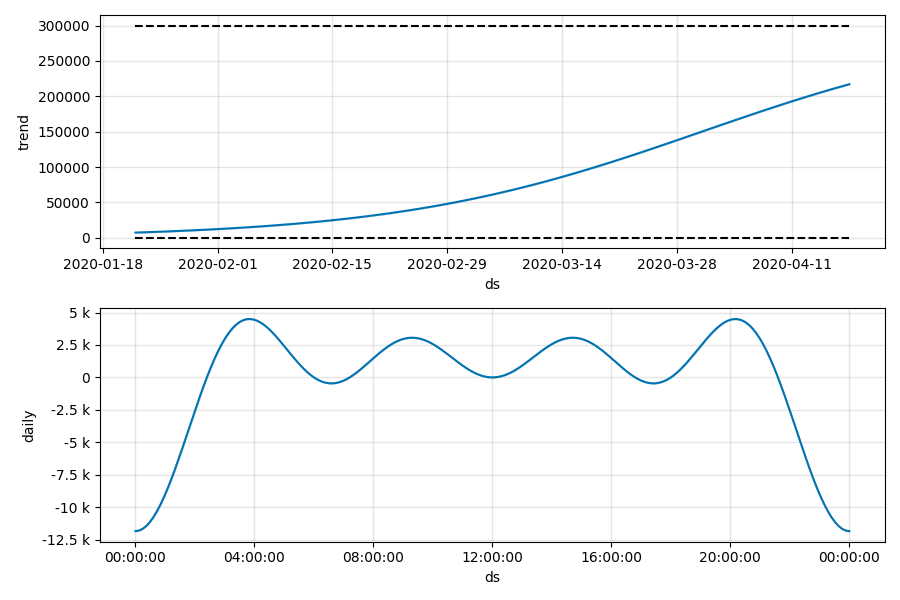 300000
250000
200000
150000
100000
50000
0
trend
2020-01-18 2020-02-01 2020-02-15 2020-02-29 2020-03-14 2020-03-28 2020-04-11
ds
5 k
2.5 k
0
-2.5 k
-5 k
-7.5 k
-10 k
-12.5 k
daily
00:00:00 04:00:00 08:00:00 12:00:00 16:00:00 20:00:00 00:00:00
ds